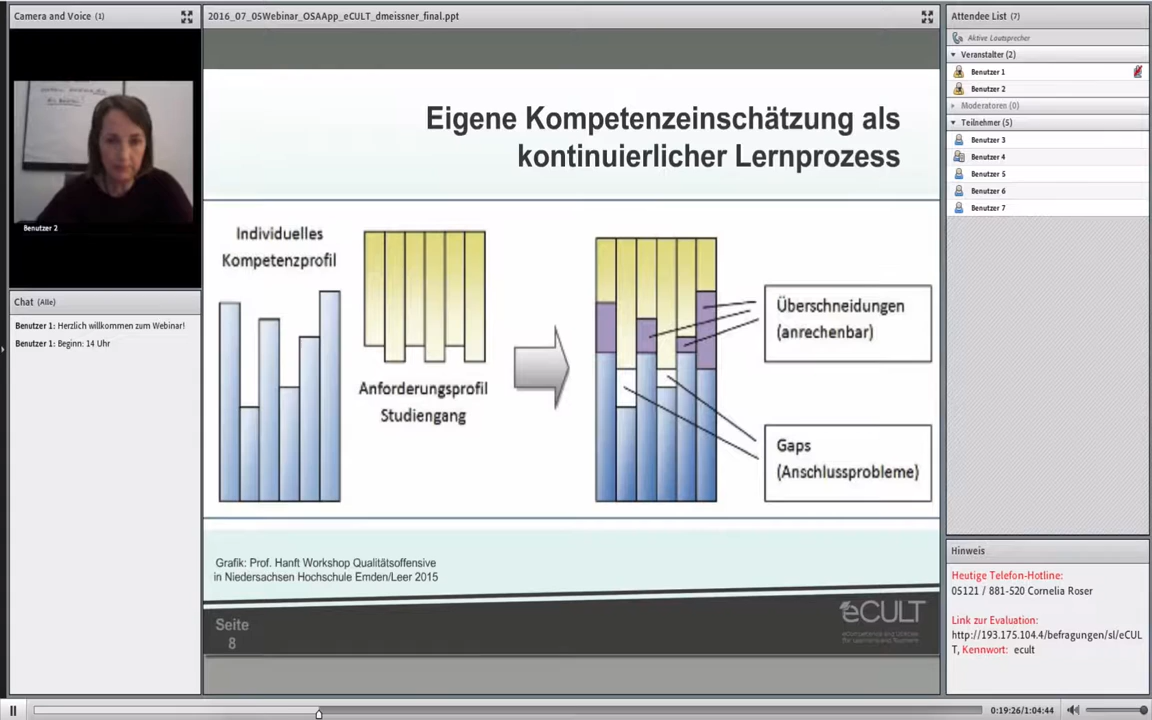 Camera and Voice (1)
Benutzer 2
Chat (Alle)
Benutzer 1: Herzlich willkommen zum Webinar!
Benutzer 1: Beginn: 14 Uhr
2016_07_05Webinar_OSAApp_eCULT_dmeissner_final.ppt
Eigene Kompetenzeinschätzung als
kontinuierlicher Lernprozess
Individuelles
Kompetenzprofil
Anforderungsprofil
Studiengang
Überschneidungen
(anrechenbar)
Gaps
(Anschlussprobleme)
Grafik: Prof. Hanft Workshop Qualitätsoffensive
in Niedersachsen Hochschule Emden/Leer 2015
Seite
8
eCULT
Attendee List (7)
Aktive Lautsprecher
Veranstalter (2)
Benutzer 1
Benutzer 2
Moderatoren (0)
Teilnehmer (5)
Benutzer 3
Benutzer 4
Benutzer 5
Benutzer 6
Benutzer 7
Hinweis
Heutige Telefon-Hotline:
05121 / 881-520 Cornelia Roser
Link zur Evaluation:
http://193.175.104.4/befragungen/sl/eCUL
T, Kennwort: ecult
0:19:26/1:04:44